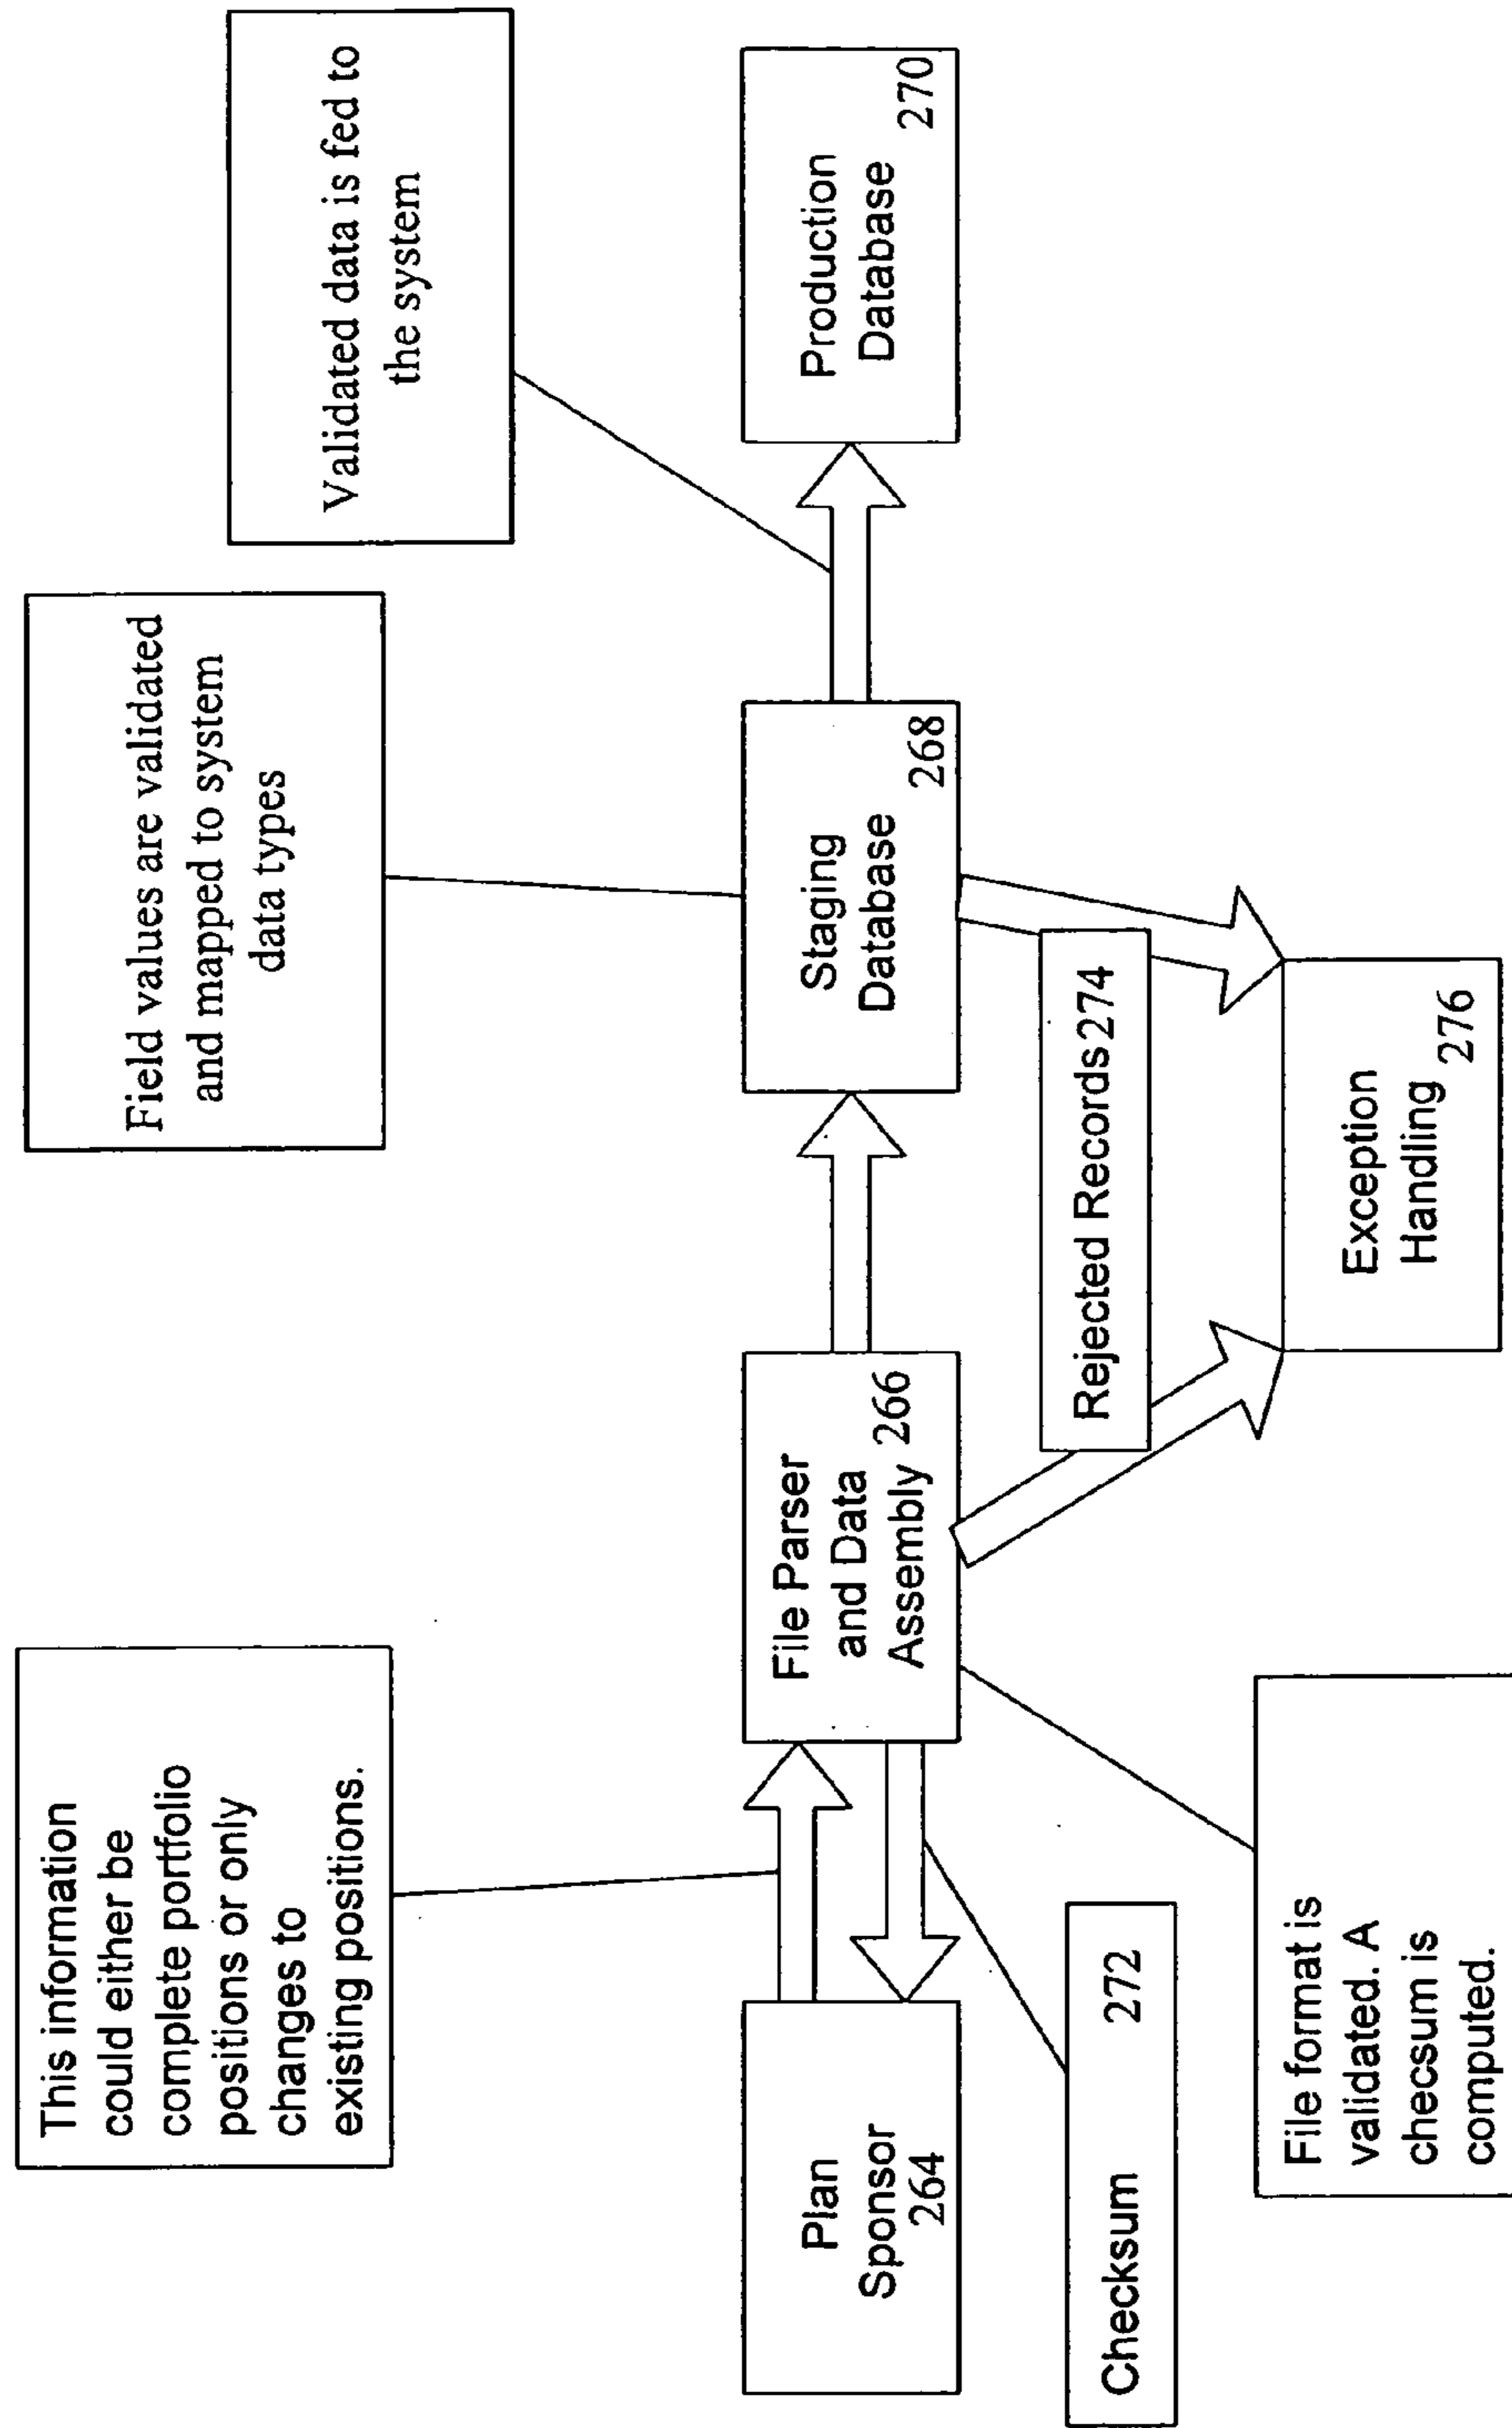 This information
could either be
complete portfolio
positions or only
changes to
existing positions.
Field values are validated
and mapped to system
data types
Validated data is fed to
the system
Plan
Sponsor
264
File Parser
and Data
Assembly 266
Staging
Database
268
Production
Database
270
Checksum 272
Rejected Records274
File format is
validated. A
checsum is
computed.
Exception
Handling
276